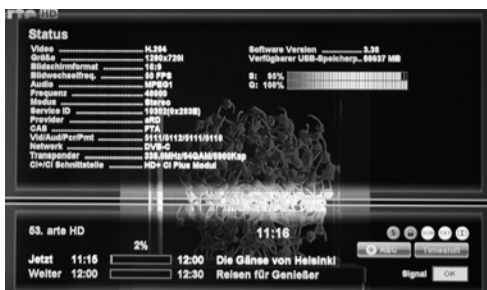 arte HD
Status
Video H.264
Größe 1280x720i
Bildschirmformat 16:9
Bildwechselfreq. 50 FPS
Audio MPEG1
Frequenz 48000
Modus Stereo
Service ID 10302(0x283E)
Provider ARD
CAS FTA
Vid/Aud/Pcr/Pmt 5111/5112/5111/5110
Network DVB-C
Transponder 338.0MHz/64QAM/6900Ksp
CI+/CI Schnittstelle HD+ CI Plus Modul
Software Version 3.38
Verfügbarer USB-Speicherp.. MB
S: 95%
Q: 100%
53. arte HD
11:16
2%
REC
Timeshift
Jetzt 11:15 12:00 Die Gänse von Helsinki
Weiter 12:00 12:30 Reisen für Genießer
Signal OK